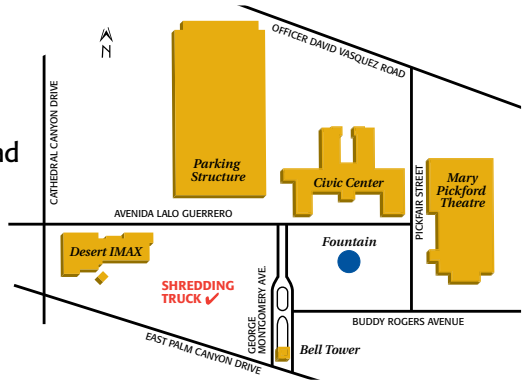 OFFICER DAVID VASQUEZ ROAD
N
CATHEDRAL CANYON DRIVE
nd
Parking
Structure
Civic Center
PICKFAIR STREET
Mary
Pickford
Theatre
AVENIDA LALO GUERRERO
Desert IMAX
Fountain
SHREDDING
TRUCK ✓
GEORGE
MONTGOMERY AVE.
BUDDY ROGERS AVENUE
EAST PALM CANYON DRIVE
Bell Tower